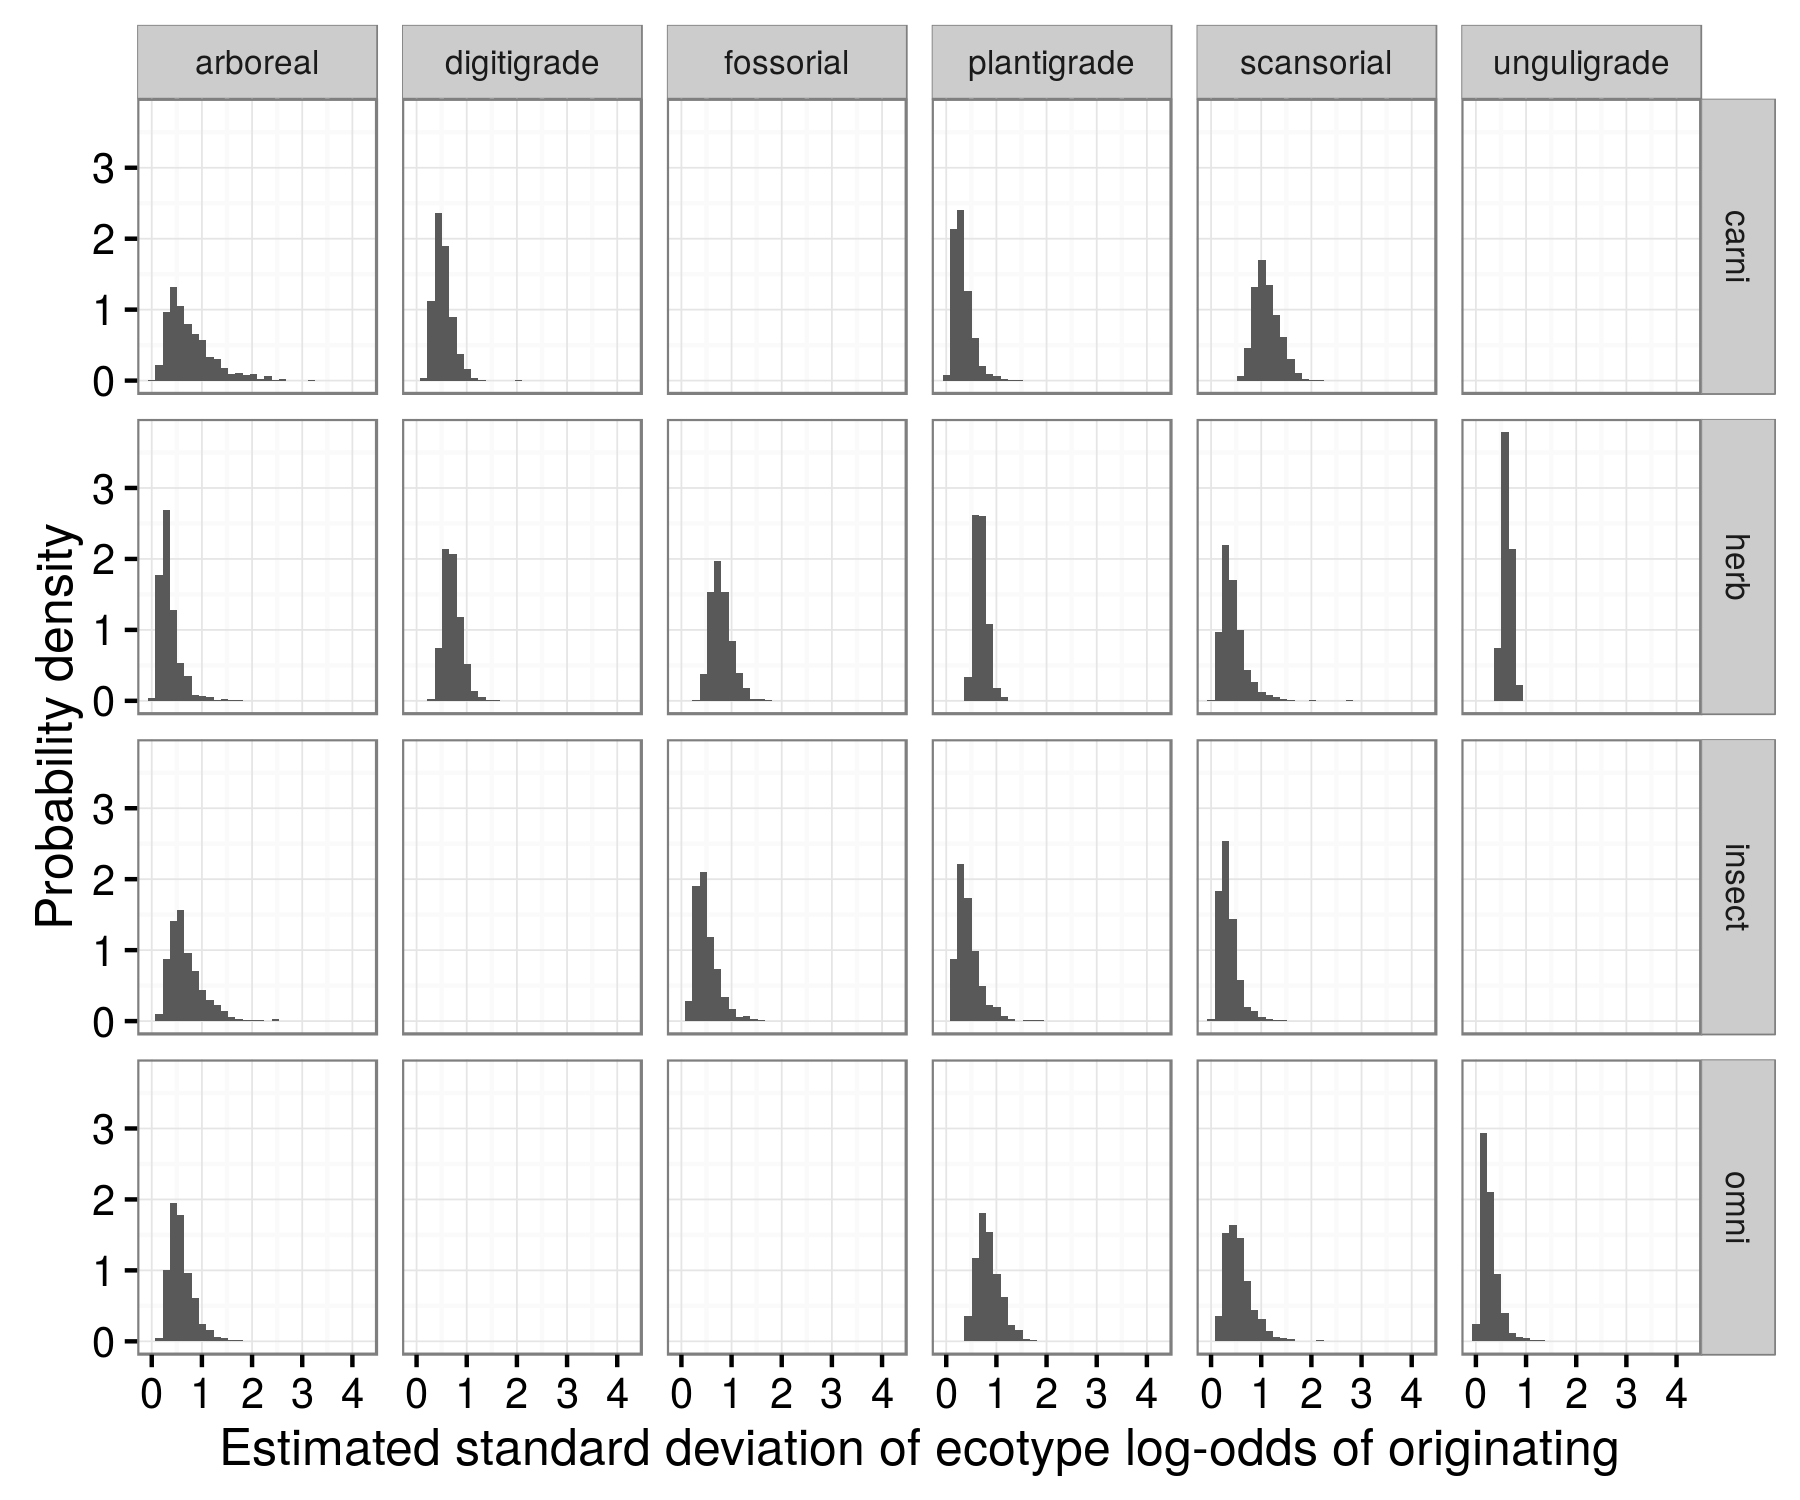 arboreal digitigrade fossorial plantigrade scansorial unguligrade
3
2
1
0
carni
3
2
1
0
herb
3
2
1
0
insect
3
2
1
0
omni
Probability density
0 1 2 3 4 0 1 2 3 4 0 1 2 3 4 0 1 2 3 4 0 1 2 3 4 0 1 2 3 4
Estimated standard deviation of ecotype log-odds of originating